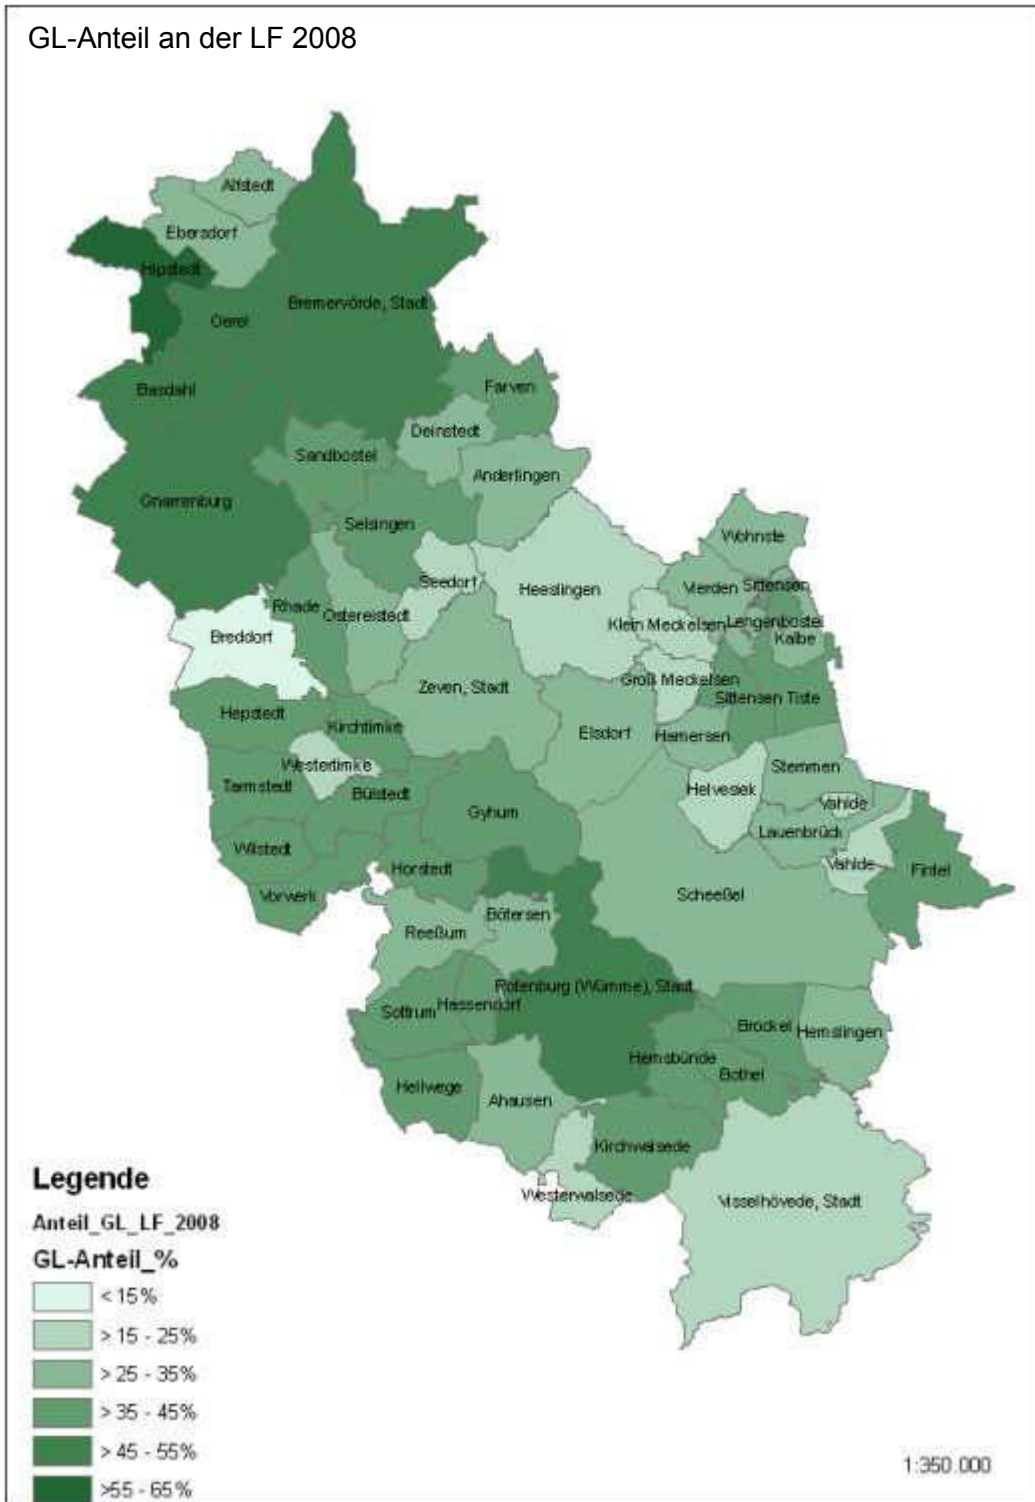 GL-Anteil an der LF 2008
Alfstedt
Ebersdorf
Hipstedt
Bremervörde, Stadt
Oerel
Basdahl
Farven
Deinstedt
Sandbostel
Anderlingen
Gnarrenburg
Selsingen
Wohnste
Seedorf
Heeslingen
Vierden
Sittensen
Rhade
Ostereistedt
Klein Meckelsen
Lengenbostel
Breddorf
Kalbe
Groß Meckelsen
Zeven, Stadt
Sittensen
Tiste
Hepstedt
Kirchtimke
Elsdorf
Hamersen
Westertimke
Stemmen
Tarmstedt
Bülstedt
Helvesiek
Vahlde
Gyhum
Lauenbrück
Wilstedt
Horstedt
Vahlde
Fintel
Vorwerk
Scheeßel
Bötersen
Reeßum
Rotenburg (Wümme), Stadt
Hassendorf
Sottrum
Brockel
Hemslingen
Hemsbünde
Bothel
Hellwege
Ahausen
Kirchwalsede
Westerwalsede
Visselhövede, Stadt
Legende
Anteil_GL_LF_2008
GL-Anteil_%
< 15%
> 15 - 25%
> 25 - 35%
> 35 - 45%
> 45 - 55%
>55 - 65%
1:350.000